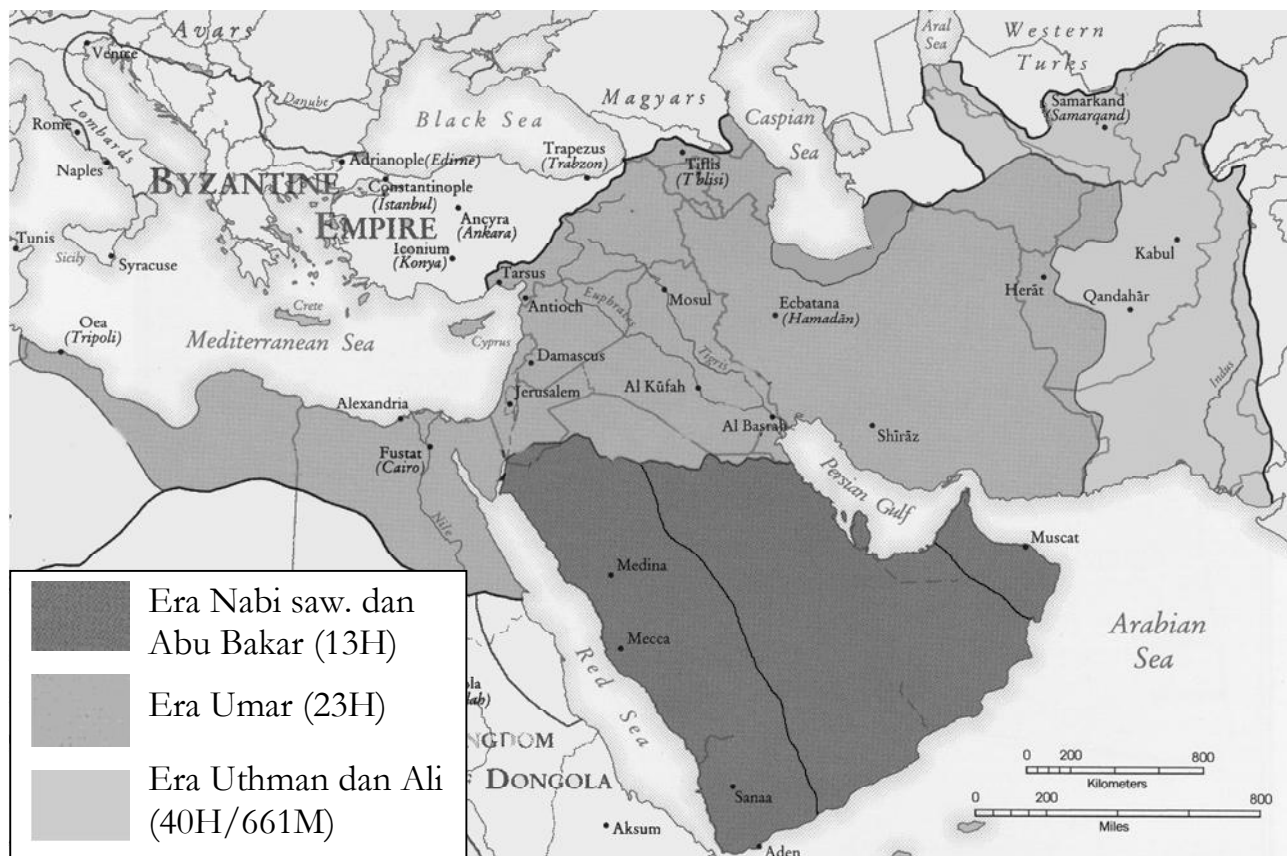 Avars
Venice
Lombards
Rome
Naples
Danube
Black Sea
Magyars
Caspian
Sea
Aral
Sea
Western
Turks
Samarkand
(Samarqand)
Adrianople (Edirne)
Trapezus
(Trabzon)
Tiflis
(T'blisi)
BYZANTINE
EMPIRE
Constantinople
(Istanbul)
Ancyra
(Ankara)
Iconium
(Konya)
Tunis
Sicily
Syracuse
Crete
Cyprus
Tarsus
Antioch
Euphrates
Mosul
Tigris
Ecbatana
(Hamadān)
Herāt
Kabul
Qandahār
Indus
Oea
(Tripoli)
Mediterranean Sea
Damascus
Jerusalem
Al Kūfah
Al Basrah
Shīrāz
Alexandria
Fustat
(Cairo)
Nile
Persian Gulf
Muscat
Medina
Mecca
Red Sea
Arabian
Sea
NGDOM
F DONGOLA
Sanaa
Aksum
Aden
Era Nabi saw. dan
Abu Bakar (13H)
Era Umar (23H)
Era Uthman dan Ali
(40H/661M)
0 200 800
Kilometers
0 200 800
Miles